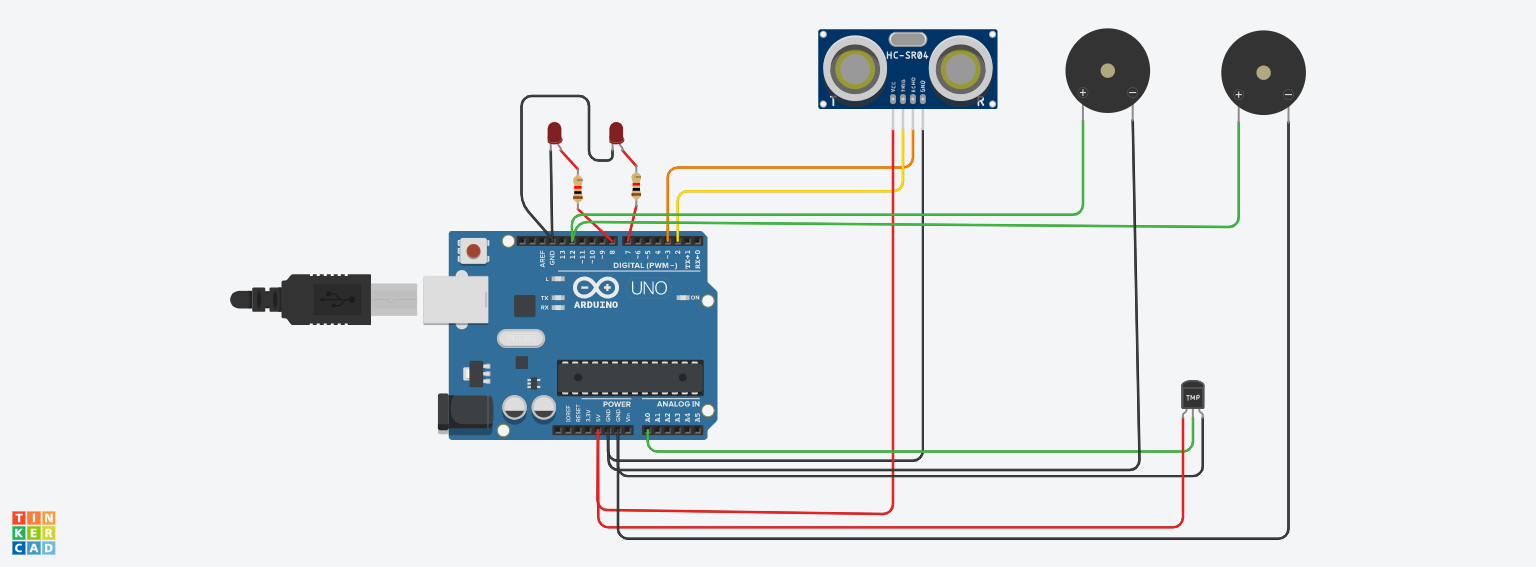 HC-SR04
VCC
TRIG
ECHO
GND
T
R
+
−
+
−
AREF
GND
13
12
~11
~10
~9
8
7
~6
~5
4
~3
2
TX→1
RX←0
DIGITAL (PWM~)
L
TX
RX
ARDUINO
UNO
ON
TMP
POWER
ANALOG IN
IOREF
RESET
3.3V
5V
GND
GND
Vin
A0
A1
A2
A3
A4
A5
TIN
KER
CAD